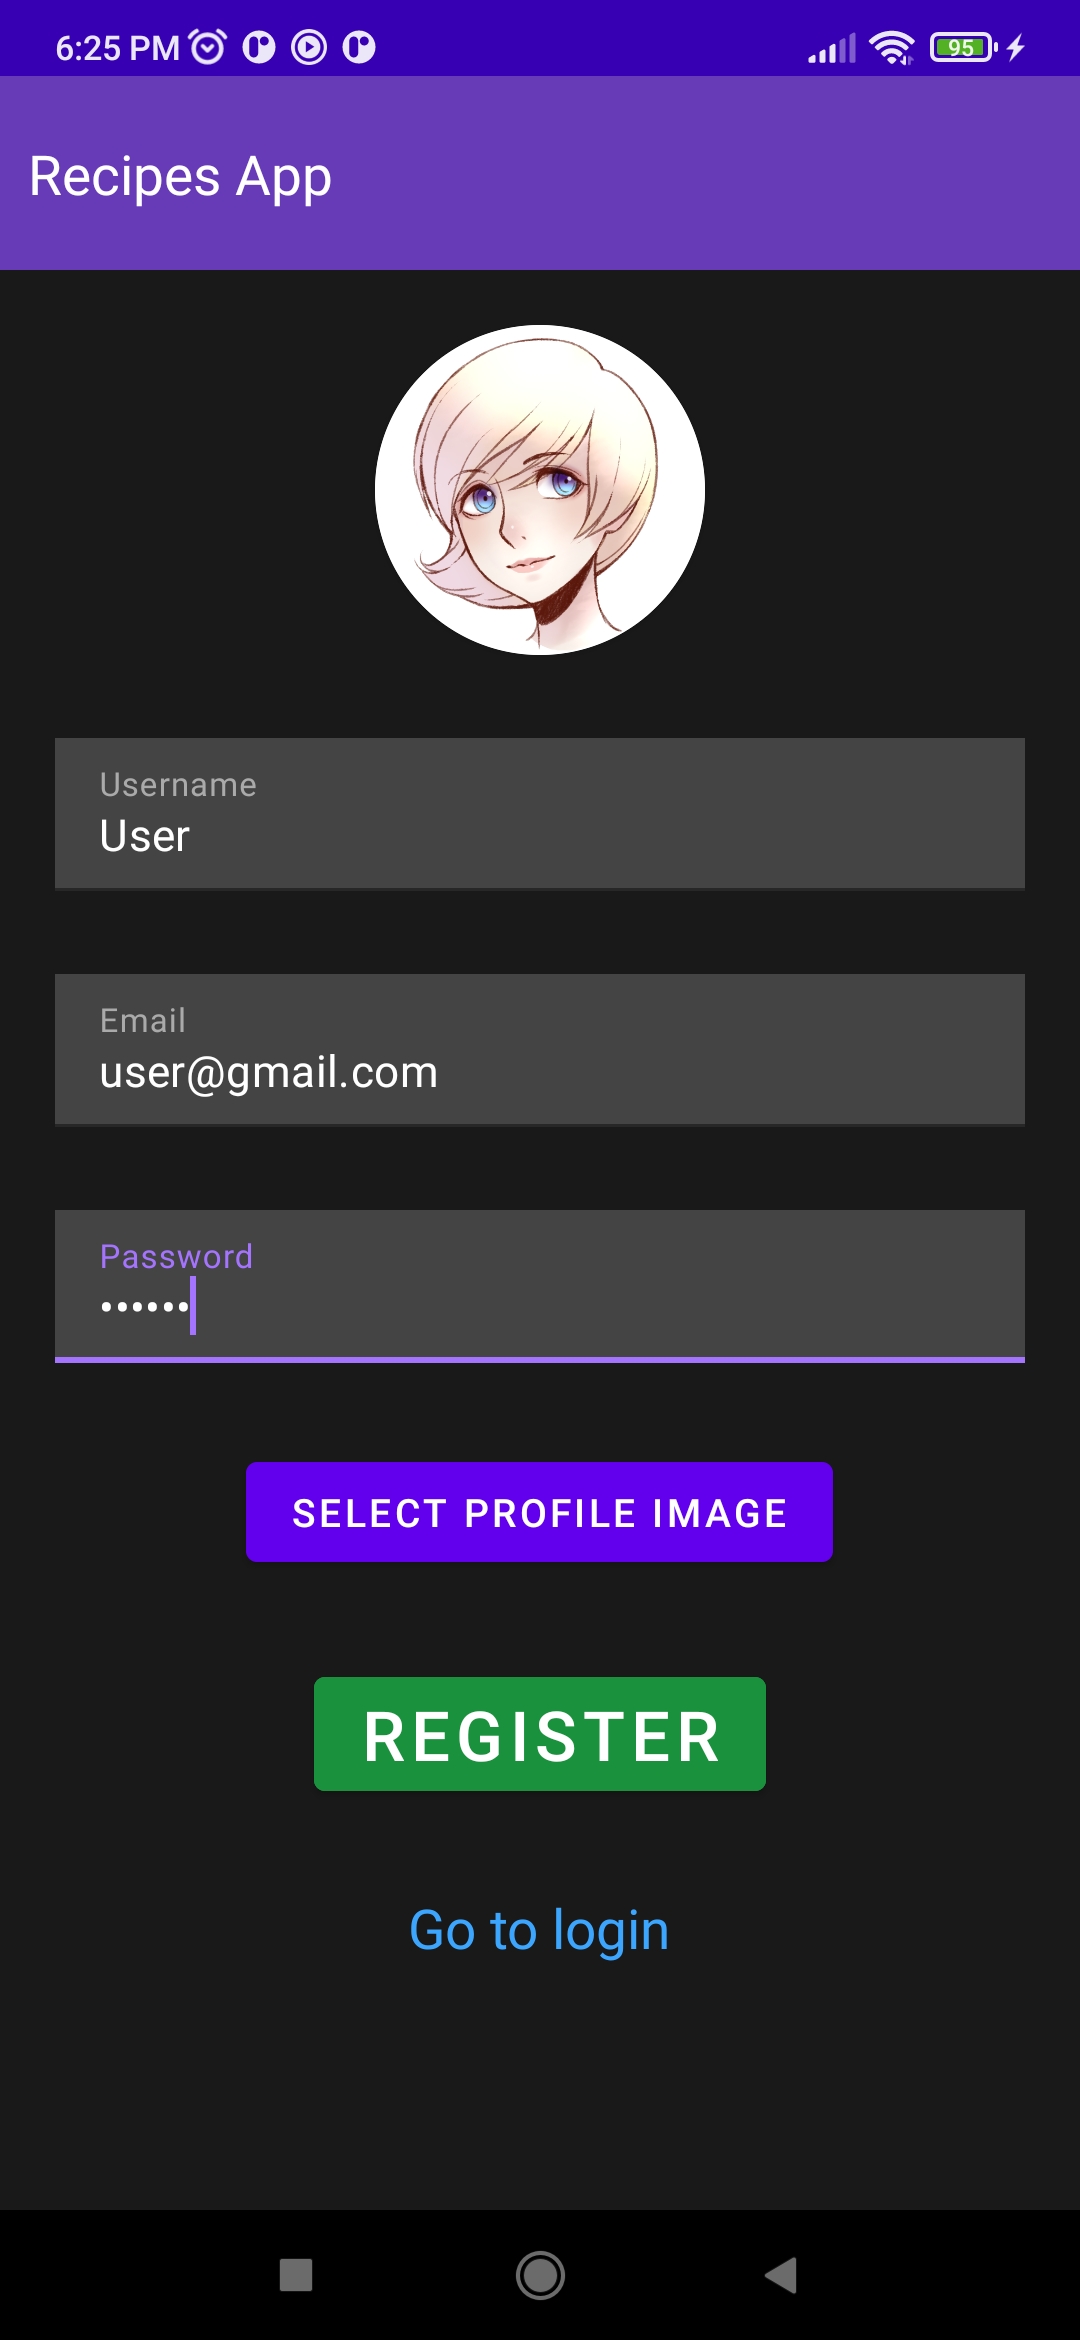 6:25 PM
95
Recipes App
Username
User
Email
user@gmail.com
Password
••••••
SELECT PROFILE IMAGE
REGISTER
Go to login